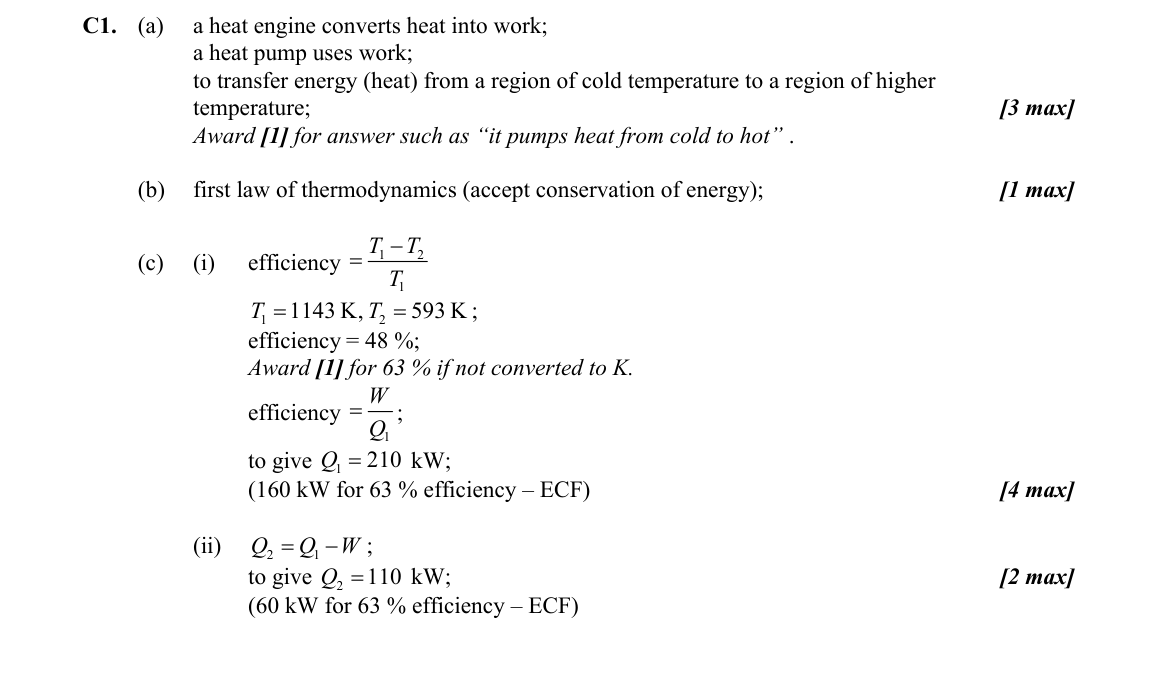 C1. (a) a heat engine converts heat into work;
a heat pump uses work;
to transfer energy (heat) from a region of cold temperature to a region of higher
temperature; [3 max]
Award [1] for answer such as “it pumps heat from cold to hot” .
(b) first law of thermodynamics (accept conservation of energy); [1 max]
(c) (i) efficiency = (T₁ − T₂)/T₁
T₁ = 1143 K, T₂ = 593 K ;
efficiency = 48 %;
Award [1] for 63 % if not converted to K.
efficiency = W/Q₁ ;
to give Q₁ = 210 kW;
(160 kW for 63 % efficiency – ECF) [4 max]
(ii) Q₂ = Q₁ − W ;
to give Q₂ = 110 kW; [2 max]
(60 kW for 63 % efficiency – ECF)